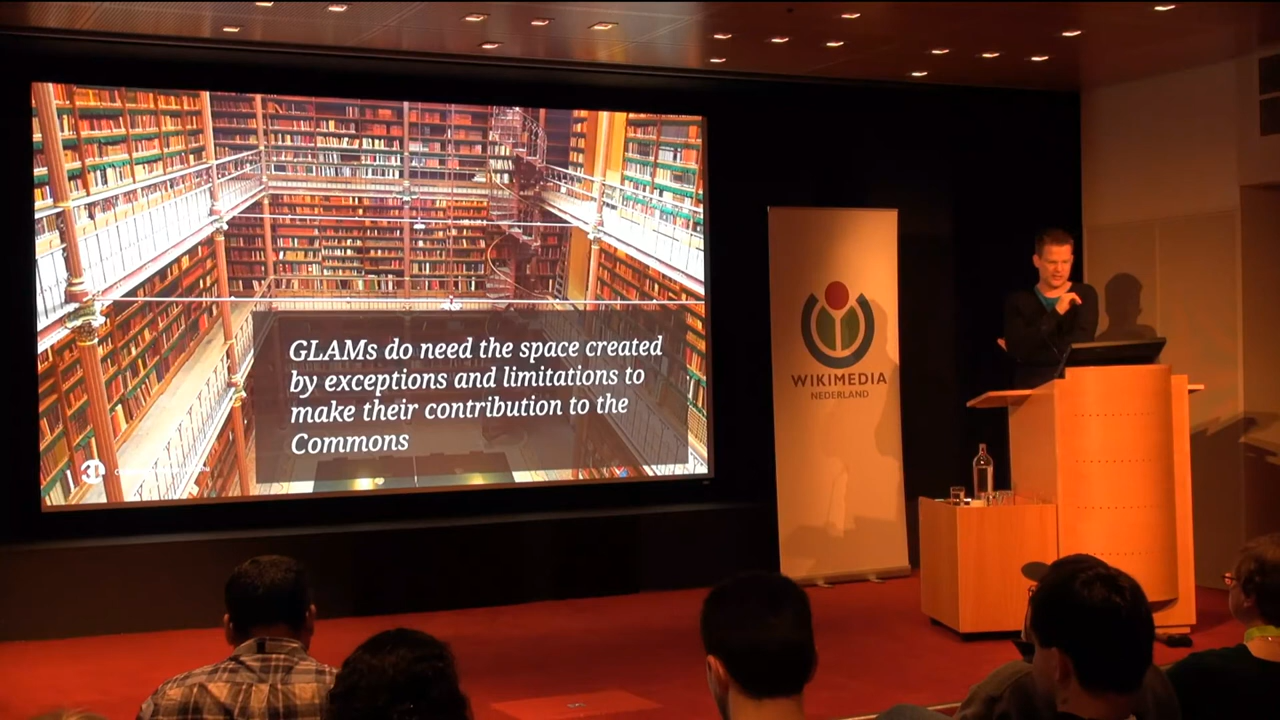 GLAMs do need the space created
by exceptions and limitations to
make their contribution to the
Commons
WIKIMEDIA
NEDERLAND